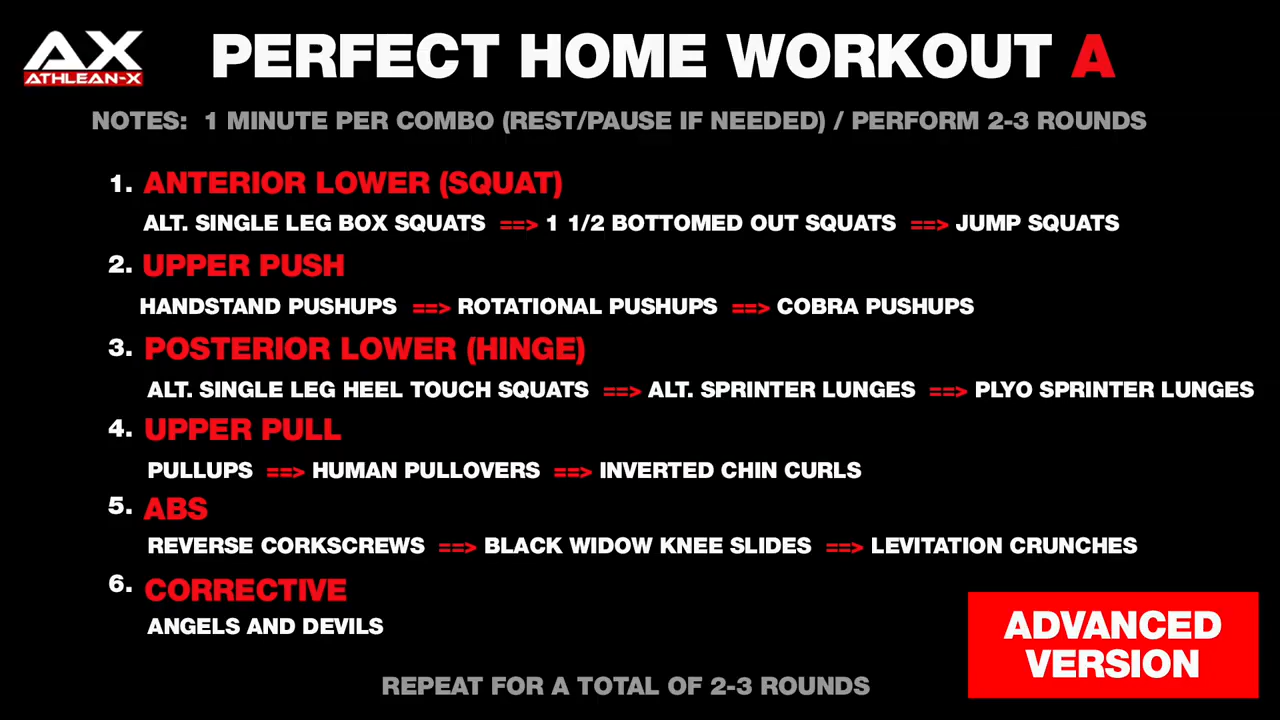 AX
ATHLEAN-X
PERFECT HOME WORKOUT A
NOTES: 1 MINUTE PER COMBO (REST/PAUSE IF NEEDED) / PERFORM 2-3 ROUNDS
1. ANTERIOR LOWER (SQUAT)
ALT. SINGLE LEG BOX SQUATS ==> 1 1/2 BOTTOMED OUT SQUATS ==> JUMP SQUATS
2. UPPER PUSH
HANDSTAND PUSHUPS ==> ROTATIONAL PUSHUPS ==> COBRA PUSHUPS
3. POSTERIOR LOWER (HINGE)
ALT. SINGLE LEG HEEL TOUCH SQUATS ==> ALT. SPRINTER LUNGES ==> PLYO SPRINTER LUNGES
4. UPPER PULL
PULLUPS ==> HUMAN PULLOVERS ==> INVERTED CHIN CURLS
5. ABS
REVERSE CORKSCREWS ==> BLACK WIDOW KNEE SLIDES ==> LEVITATION CRUNCHES
6. CORRECTIVE
ANGELS AND DEVILS
ADVANCED
VERSION
REPEAT FOR A TOTAL OF 2-3 ROUNDS